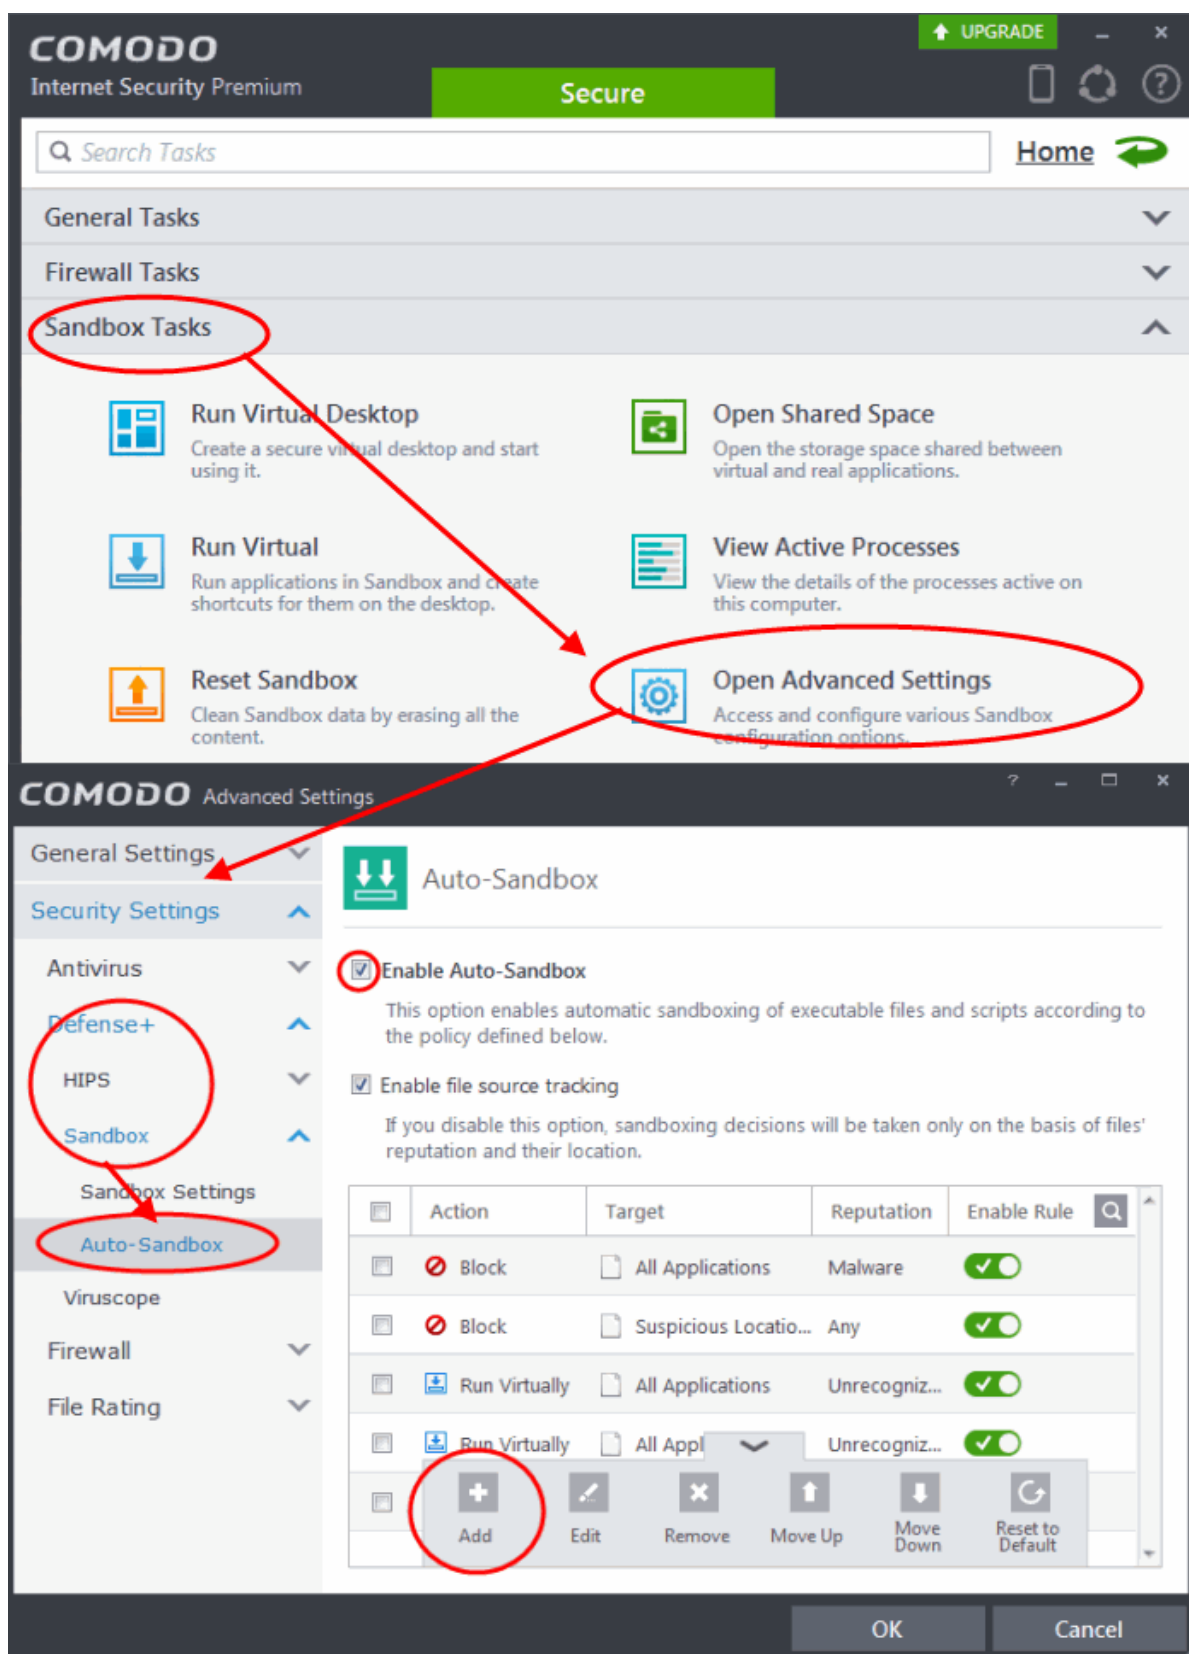 COMODO
Internet Security Premium
UPGRADE
Secure
Search Tasks
Home
General Tasks
Firewall Tasks
Sandbox Tasks
Run Virtual Desktop
Create a secure virtual desktop and start
using it.
Open Shared Space
Open the storage space shared between
virtual and real applications.
Run Virtual
Run applications in Sandbox and create
shortcuts for them on the desktop.
View Active Processes
View the details of the processes active on
this computer.
Reset Sandbox
Clean Sandbox data by erasing all the
content.
Open Advanced Settings
Access and configure various Sandbox
configuration options.
COMODO Advanced Settings
General Settings
Security Settings
Antivirus
Defense+
HIPS
Sandbox
Sandbox Settings
Auto-Sandbox
Viruscope
Firewall
File Rating
Auto-Sandbox
Enable Auto-Sandbox
This option enables automatic sandboxing of executable files and scripts according to
the policy defined below.
Enable file source tracking
If you disable this option, sandboxing decisions will be taken only on the basis of files'
reputation and their location.
Action Target Reputation Enable Rule
Block All Applications Malware
Block Suspicious Locatio... Any
Run Virtually All Applications Unrecogniz...
Run Virtually All Appl Unrecogniz...
Add Edit Remove Move Up Move Down Reset to Default
OK Cancel